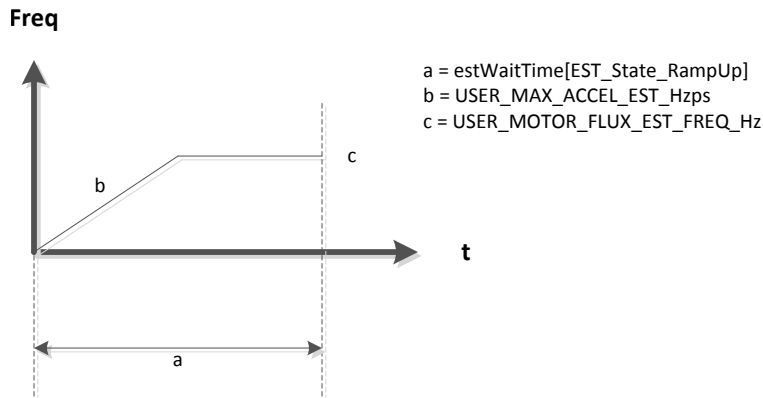 Freq
a = estWaitTime[EST_State_RampUp]
b = USER_MAX_ACCEL_EST_Hzps
c = USER_MOTOR_FLUX_EST_FREQ_Hz
c
b
t
a